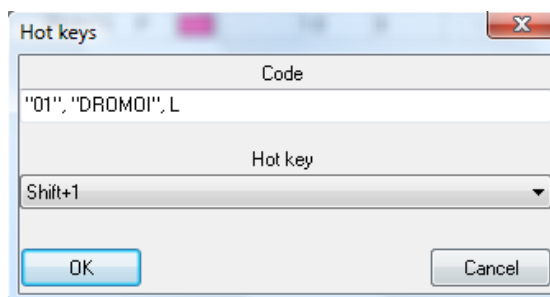 Hot keys
Code
"01", "DROMOI", L
Hot key
Shift+1
OK
Cancel